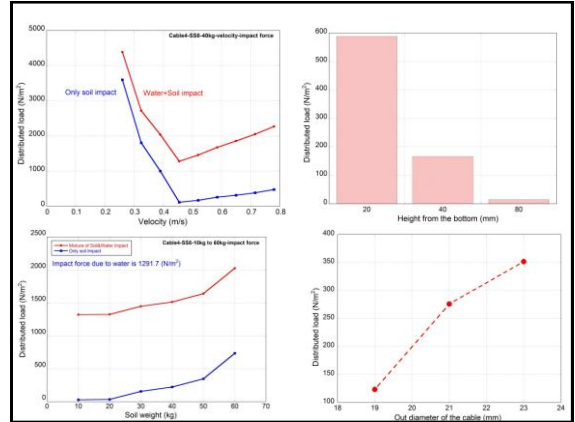 Cable4-SS8-40kg-velocity-impact force
Only soil impact
Water+Soil impact
Distributed load (N/m²)
5000
4000
3000
2000
1000
0
0 0.1 0.2 0.3 0.4 0.5 0.6 0.7 0.8
Velocity (m/s)
Distributed load (N/m²)
600
500
400
300
200
100
0
20 40 80
Height from the bottom (mm)
Mixture of Soil&Water impact
Only soil impact
Cable4-SS8-10kg to 60kg-impact force
Impact force due to water is 1291.7 (N/m²)
Distributed load (N/m²)
2500
2000
1500
1000
500
0
0 10 20 30 40 50 60 70
Soil weight (kg)
Distributed load (N/m²)
400
350
300
250
200
150
100
18 19 20 21 22 23 24
Out diameter of the cable (mm)